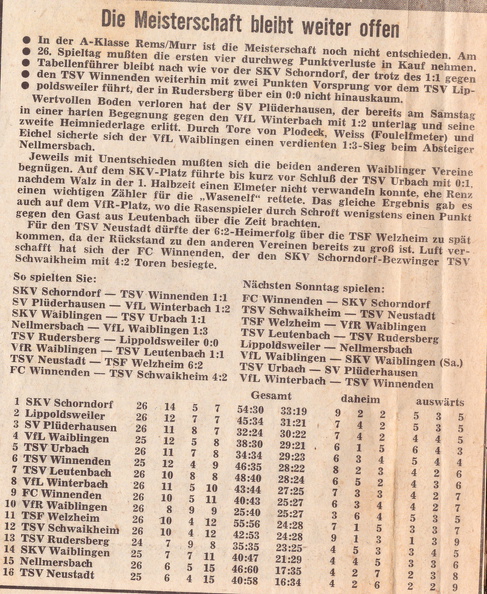 Die Meisterschaft bleibt weiter offen
● In der A-Klasse Rems/Murr ist die Meisterschaft noch nicht entschieden. Am
● 26. Spieltag mußten die ersten vier durchweg Punktverluste in Kauf nehmen.
● Tabellenführer bleibt nach wie vor der SKV Schorndorf, der trotz des 1:1 gegen
● den TSV Winnenden weiterhin mit zwei Punkten Vorsprung vor dem TSV Lip-
● poldsweiler führt, der in Rudersberg über ein 0:0 nicht hinauskam.
Wertvollen Boden verloren hat der SV Plüderhausen, der bereits am Samstag
in einer harten Begegnung gegen den VfL Winterbach mit 1:2 unterlag und seine
zweite Heimniederlage erlitt. Durch Tore von Plodeck, Weiss (Foulelfmeter) und
Eichel sicherte sich der VfL Waiblingen einen verdienten 1:3-Sieg beim Absteiger
Nellmersbach.
Jeweils mit Unentschieden mußten sich die beiden anderen Waiblinger Vereine
begnügen. Auf dem SKV-Platz führte bis kurz vor Schluß der TSV Urbach mit 0:1,
nachdem Walz in der 1. Halbzeit einen Elmeter nicht verwandeln konnte, ehe Renz
einen wichtigen Zähler für die „Wasenelf" rettete. Das gleiche Ergebnis gab es
auch auf dem VfR-Platz, wo die Rasenspieler durch Schroft wenigstens einen Punkt
gegen den Gast aus Leutenbach über die Zeit brachten.
Für den TSV Neustadt dürfte der 6:2-Heimerfolg über die TSF Welzheim zu spät
kommen, da der Rückstand zu den anderen Vereinen bereits zu groß ist. Luft ver-
schafft hat sich der FC Winnenden, der den SKV Schorndorf-Bezwinger TSV
Schwaikheim mit 4:2 Toren besiegte.
So spielten Sie:
SKV Schorndorf — TSV Winnenden 1:1
SV Plüderhausen — VfL Winterbach 1:2
SKV Waiblingen — TSV Urbach 1:1
Nellmersbach — VfL Waiblingen 1:3
TSV Rudersberg — Lippoldsweiler 0:0
VfR Waiblingen — TSV Leutenbach 1:1
TSV Neustadt — TSF Welzheim 6:2
FC Winnenden — TSV Schwaikheim 4:2
Nächsten Sonntag spielen:
FC Winnenden — SKV Schorndorf
TSV Schwaikheim — TSV Neustadt
TSF Welzheim — VfR Waiblingen
TSV Leutenbach — TSV Rudersberg
Lippoldsweiler — Nellmersbach
VfL Waiblingen — SKV Waiblingen (Sa.)
TSV Urbach — SV Plüderhausen
VfL Winterbach — TSV Winnenden
Gesamt daheim auswärts
1 SKV Schorndorf 26 14 5 7 54:30 33:19 9 2 2 5 3 5
2 Lippoldsweiler 26 12 7 7 45:34 31:21 7 4 2 5 3 5
3 SV Plüderhausen 26 11 8 7 32:24 30:22 7 4 2 4 4 5
4 VfL Waiblingen 25 12 5 8 38:30 29:21 6 1 5 6 4 3
5 TSV Urbach 26 11 7 8 34:34 29:23 6 3 4 5 4 4
6 TSV Winnenden 25 12 4 9 46:35 28:22 8 2 3 4 2 6
7 TSV Leutenbach 26 10 8 8 48:40 28:24 6 5 2 4 3 6
8 VfL Winterbach 26 11 5 10 43:44 27:25 7 3 3 4 2 7
9 FC Winnenden 26 10 5 11 40:43 25:27 6 3 4 4 2 7
10 VfR Waiblingen 26 8 9 9 25:40 25:27 3 6 4 5 3 5
11 TSF Welzheim 26 10 4 12 55:56 24:28 7 1 5 3 3 7
12 TSV Schwaikheim 26 10 4 12 42:53 24:28 9 1 3 1 3 9
13 TSV Rudersberg 24 7 9 8 35:35 23:25 4 5 3 3 4 5
14 SKV Waiblingen 25 7 7 11 40:47 21:29 4 4 5 3 3 6
15 Nellmersbach 26 6 5 15 46:60 17:35 4 2 7 2 3 8
16 TSV Neustadt 25 6 4 15 40:58 16:34 4 2 6 2 2 9